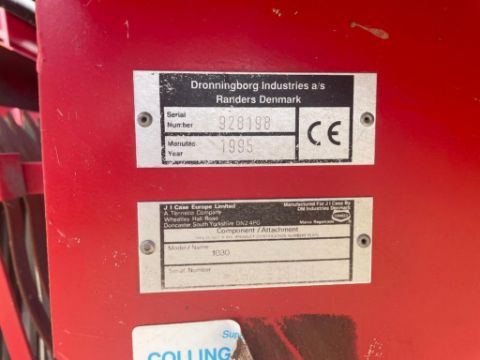 Dronningborg Industries a/s
Randers Denmark
Serial
Number 928198
Manufac
Year 1995
CE
J I Case Europe Limited
A Tenneco Company
Wheatley Hall Road
Doncaster South Yorkshire DN2 4PG
Manufactured For J I Case By
DN Industries Denmark
Component / Attachment
Model / Name 1030
Serial Number
COLLING